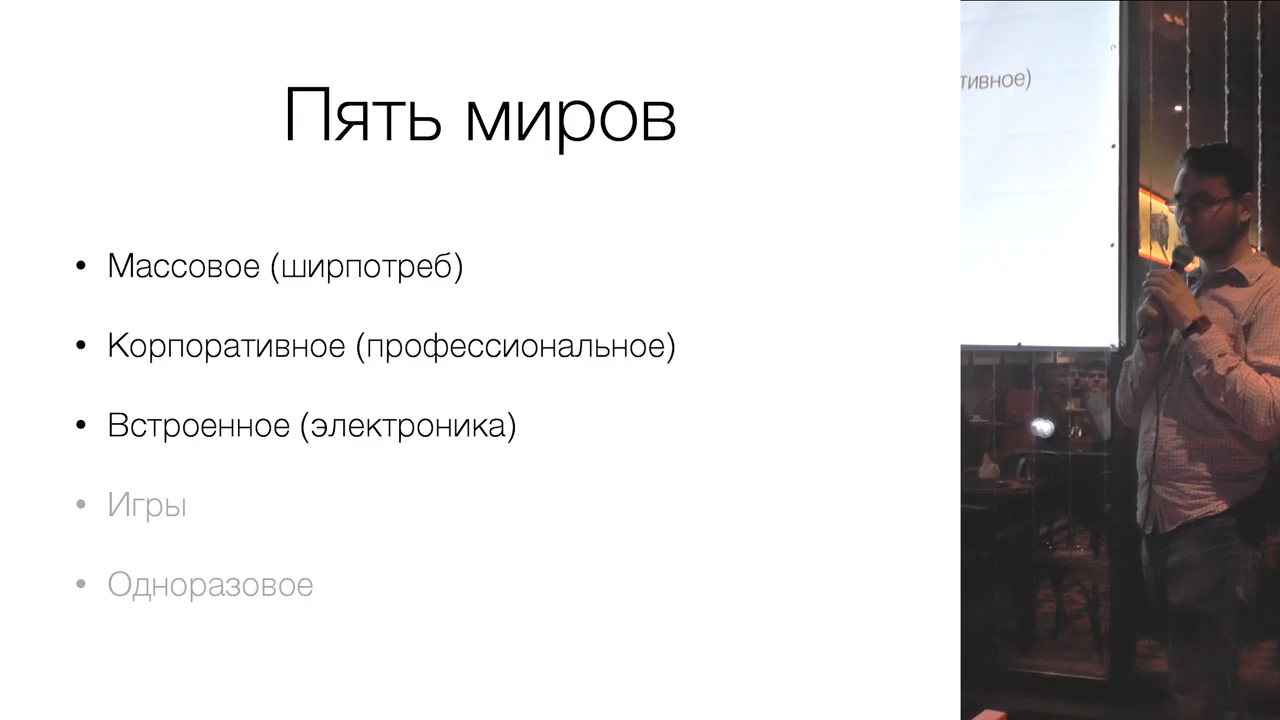 Пять миров
• Массовое (ширпотреб)
• Корпоративное (профессиональное)
• Встроенное (электроника)
• Игры
• Одноразовое
тивное)